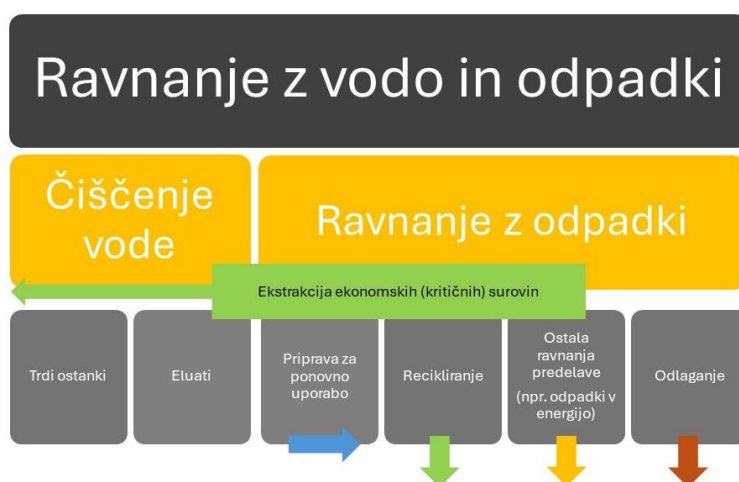 Ravnanje z vodo in odpadki
Čiščenje
vode
Ravnanje z odpadki
Ekstrakcija ekonomskih (kritičnih) surovin
Trdi ostanki
Eluati
Priprava za
ponovno
uporabo
Recikliranje
Ostala
ravnanja
predelave
(npr. odpadki v
energijo)
Odlaganje